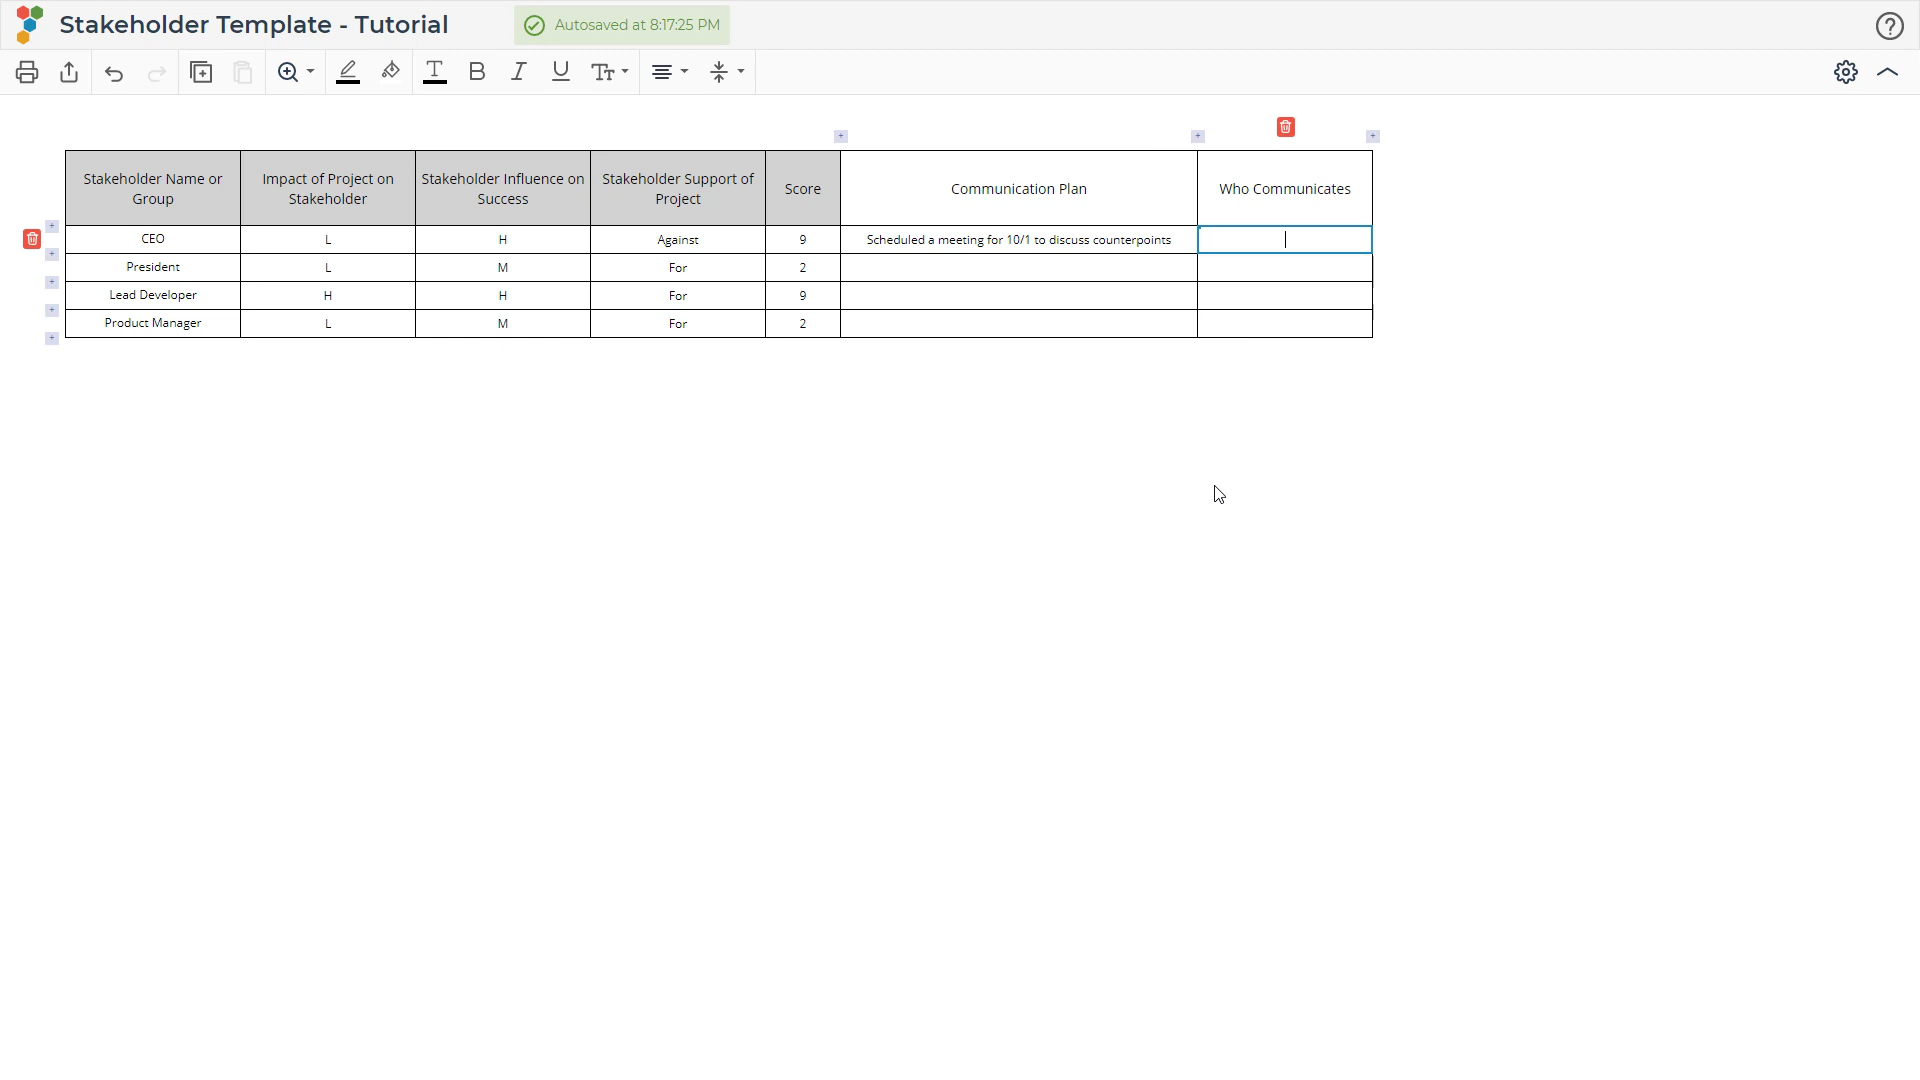 Stakeholder Template - Tutorial
Autosaved at 8:17:25 PM
Stakeholder Name or
Group
Impact of Project on
Stakeholder
Stakeholder Influence on
Success
Stakeholder Support of
Project
Score
Communication Plan
Who Communicates
CEO L H Against 9 Scheduled a meeting for 10/1 to discuss counterpoints
President L M For 2
Lead Developer H H For 9
Product Manager L M For 2